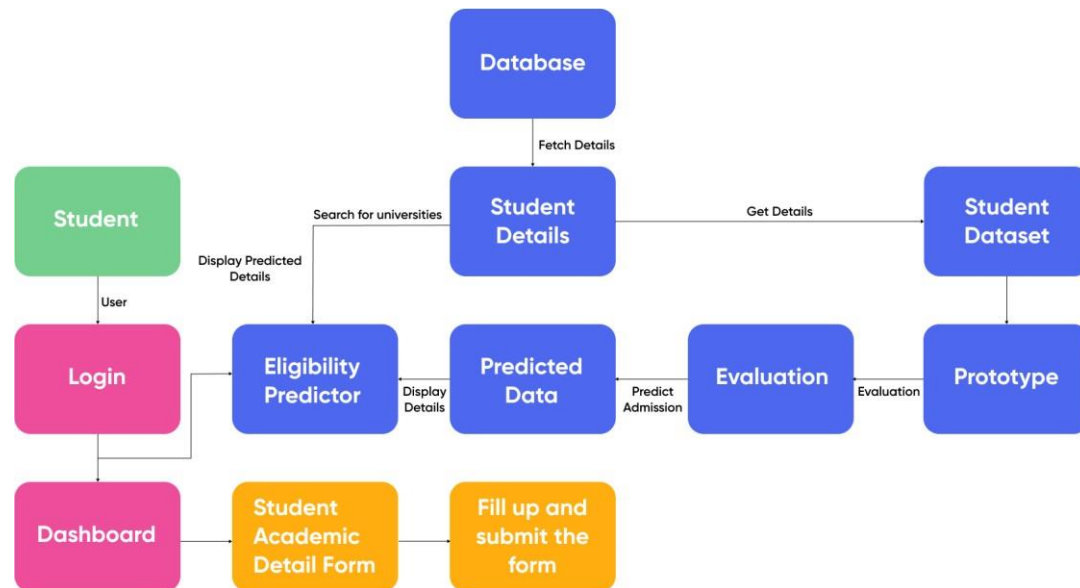 Database
Fetch Details
Student
Search for universities
Student
Details
Get Details
Student
Dataset
Display Predicted
Details
User
Login
Eligibility
Predictor
Display
Details
Predicted
Data
Predict
Admission
Evaluation
Evaluation
Prototype
Dashboard
Student
Academic
Detail Form
Fill up and
submit the
form